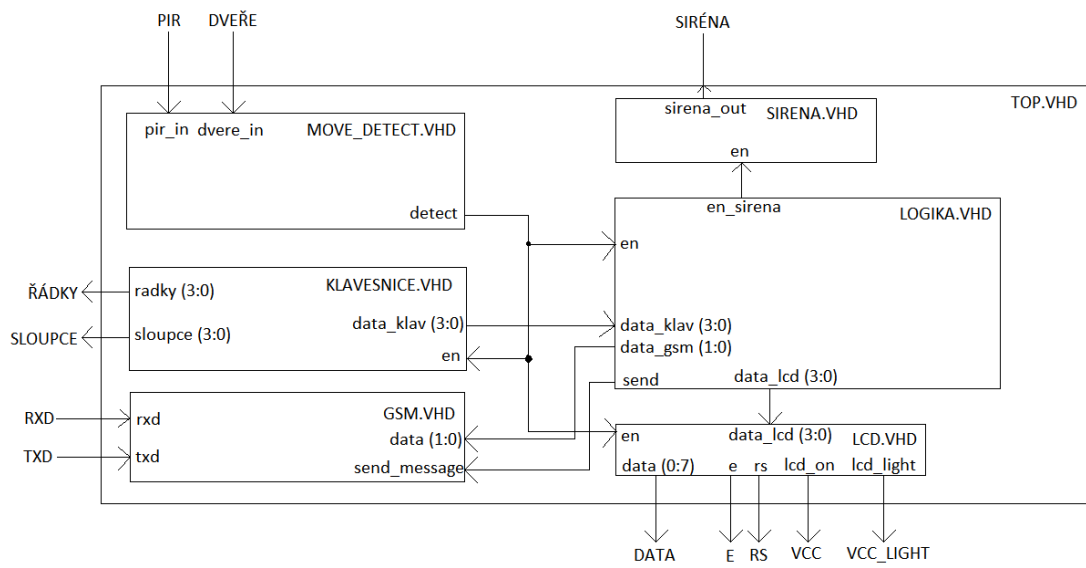 PIR
DVEŘE
SIRÉNA
TOP.VHD
pir_in
dvere_in
MOVE_DETECT.VHD
detect
sirena_out
SIRENA.VHD
en
en_sirena
LOGIKA.VHD
en
data_klav (3:0)
data_gsm (1:0)
send
data_lcd (3:0)
ŘÁDKY
SLOUPCE
radky (3:0)
KLAVESNICE.VHD
sloupce (3:0)
data_klav (3:0)
en
RXD
TXD
rxd
txd
GSM.VHD
data (1:0)
send_message
en
data_lcd (3:0)
LCD.VHD
data (0:7)
e
rs
lcd_on
lcd_light
DATA
E
RS
VCC
VCC_LIGHT